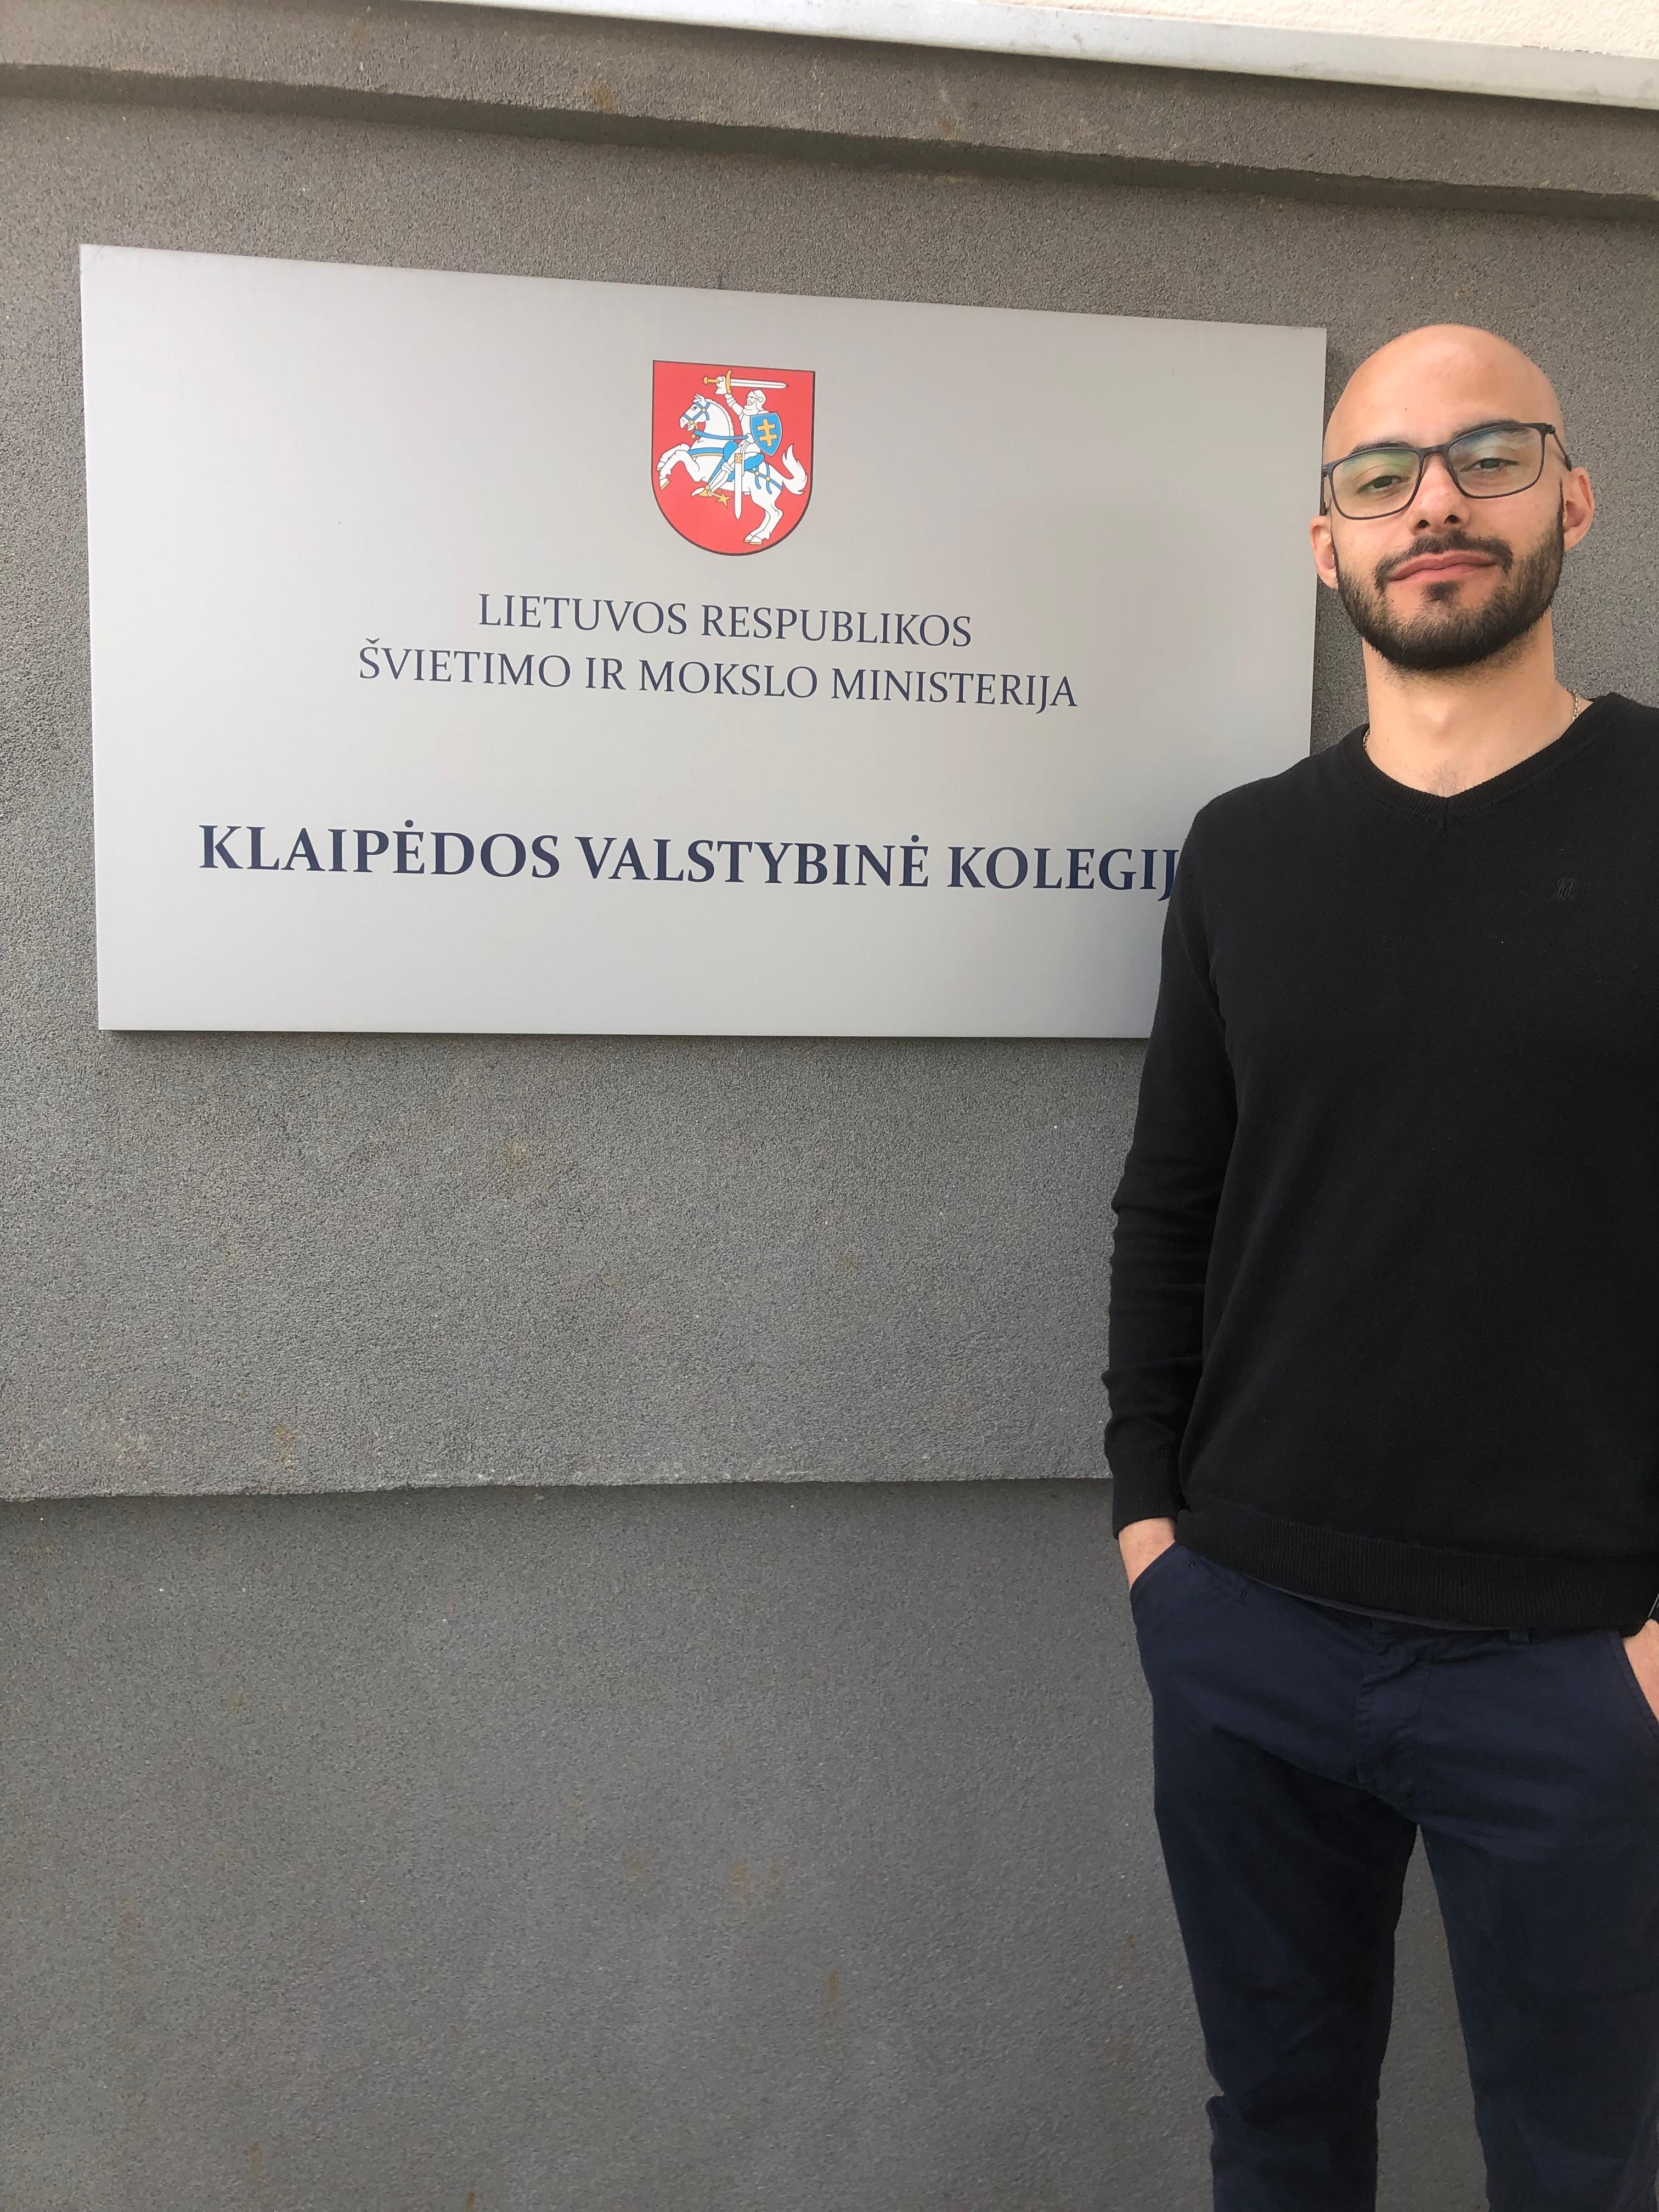 LIETUVOS RESPUBLIKOS
ŠVIETIMO IR MOKSLO MINISTERIJA
KLAIPĖDOS VALSTYBINĖ KOLEGIJ